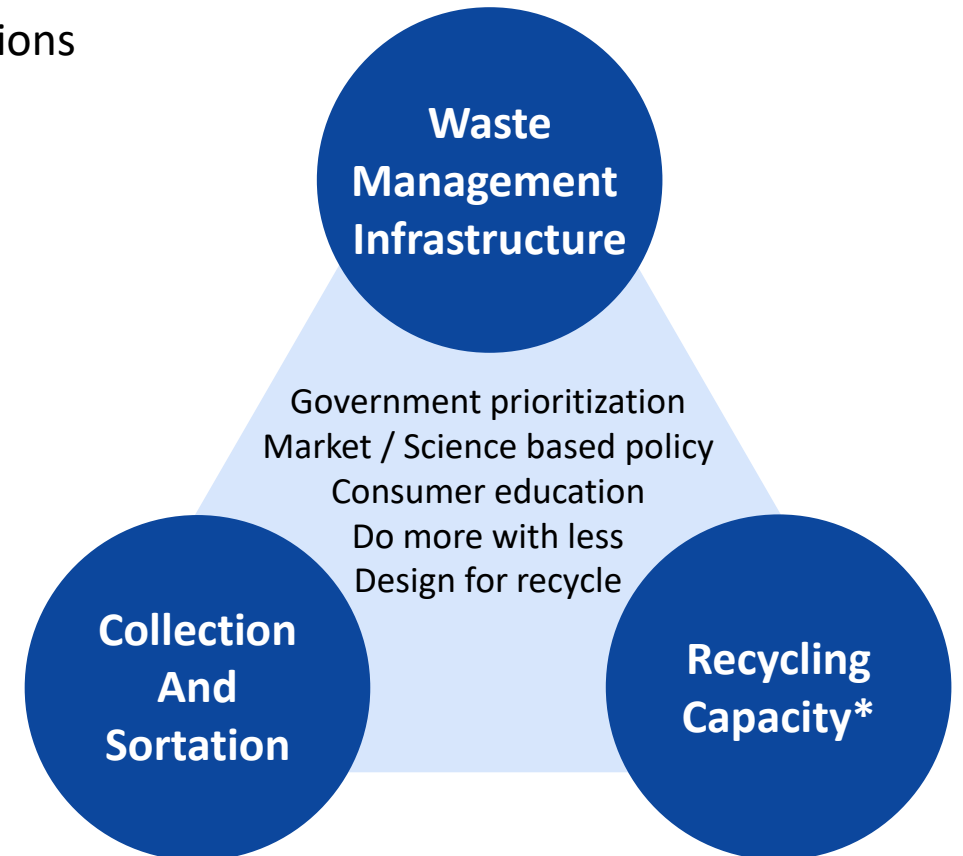 ions
Waste
Management
Infrastructure
Government prioritization
Market / Science based policy
Consumer education
Do more with less
Design for recycle
Collection
And
Sortation
Recycling
Capacity*